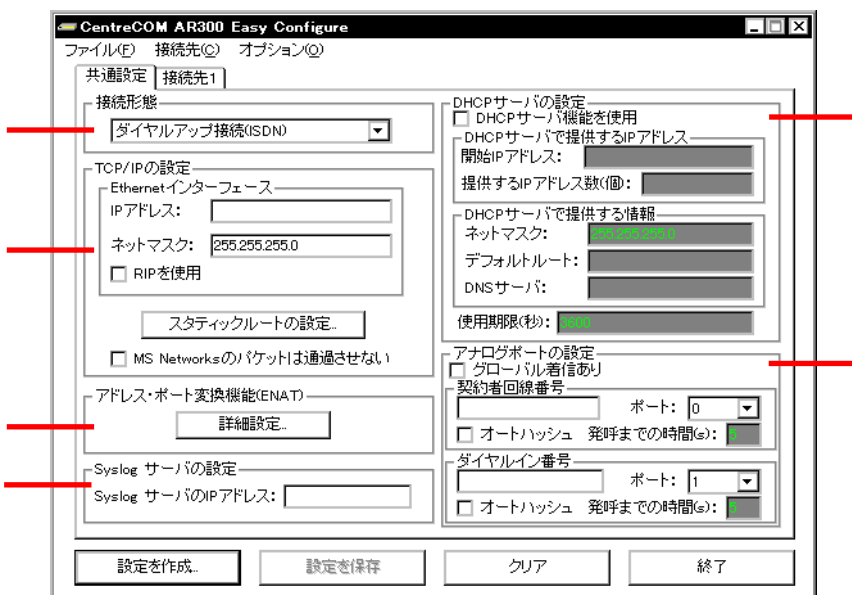 CentreCOM AR300 Easy Configure
ファイル(F) 接続先(C) オプション(O)
共通設定 接続先1
接続形態
ダイヤルアップ接続(ISDN)
TCP/IPの設定
Ethernetインターフェース
IPアドレス:
ネットマスク: 255.255.255.0
RIPを使用
スタティックルートの設定...
MS Networksのパケットは通過させない
アドレス・ポート変換機能(ENAT)
詳細設定...
Syslog サーバの設定
Syslog サーバのIPアドレス:
DHCPサーバの設定
DHCPサーバ機能を使用
DHCPサーバで提供するIPアドレス
開始IPアドレス:
提供するIPアドレス数(個):
DHCPサーバで提供する情報
ネットマスク: 255.255.255.0
デフォルトルート:
DNSサーバ:
使用期限(秒): 3600
アナログポートの設定
グローバル着信あり
契約者回線番号
ポート: 0
オートハッシュ 発呼までの時間(s): 5
ダイヤルイン番号
ポート: 1
オートハッシュ 発呼までの時間(s): 5
設定を作成... 設定を保存 クリア 終了